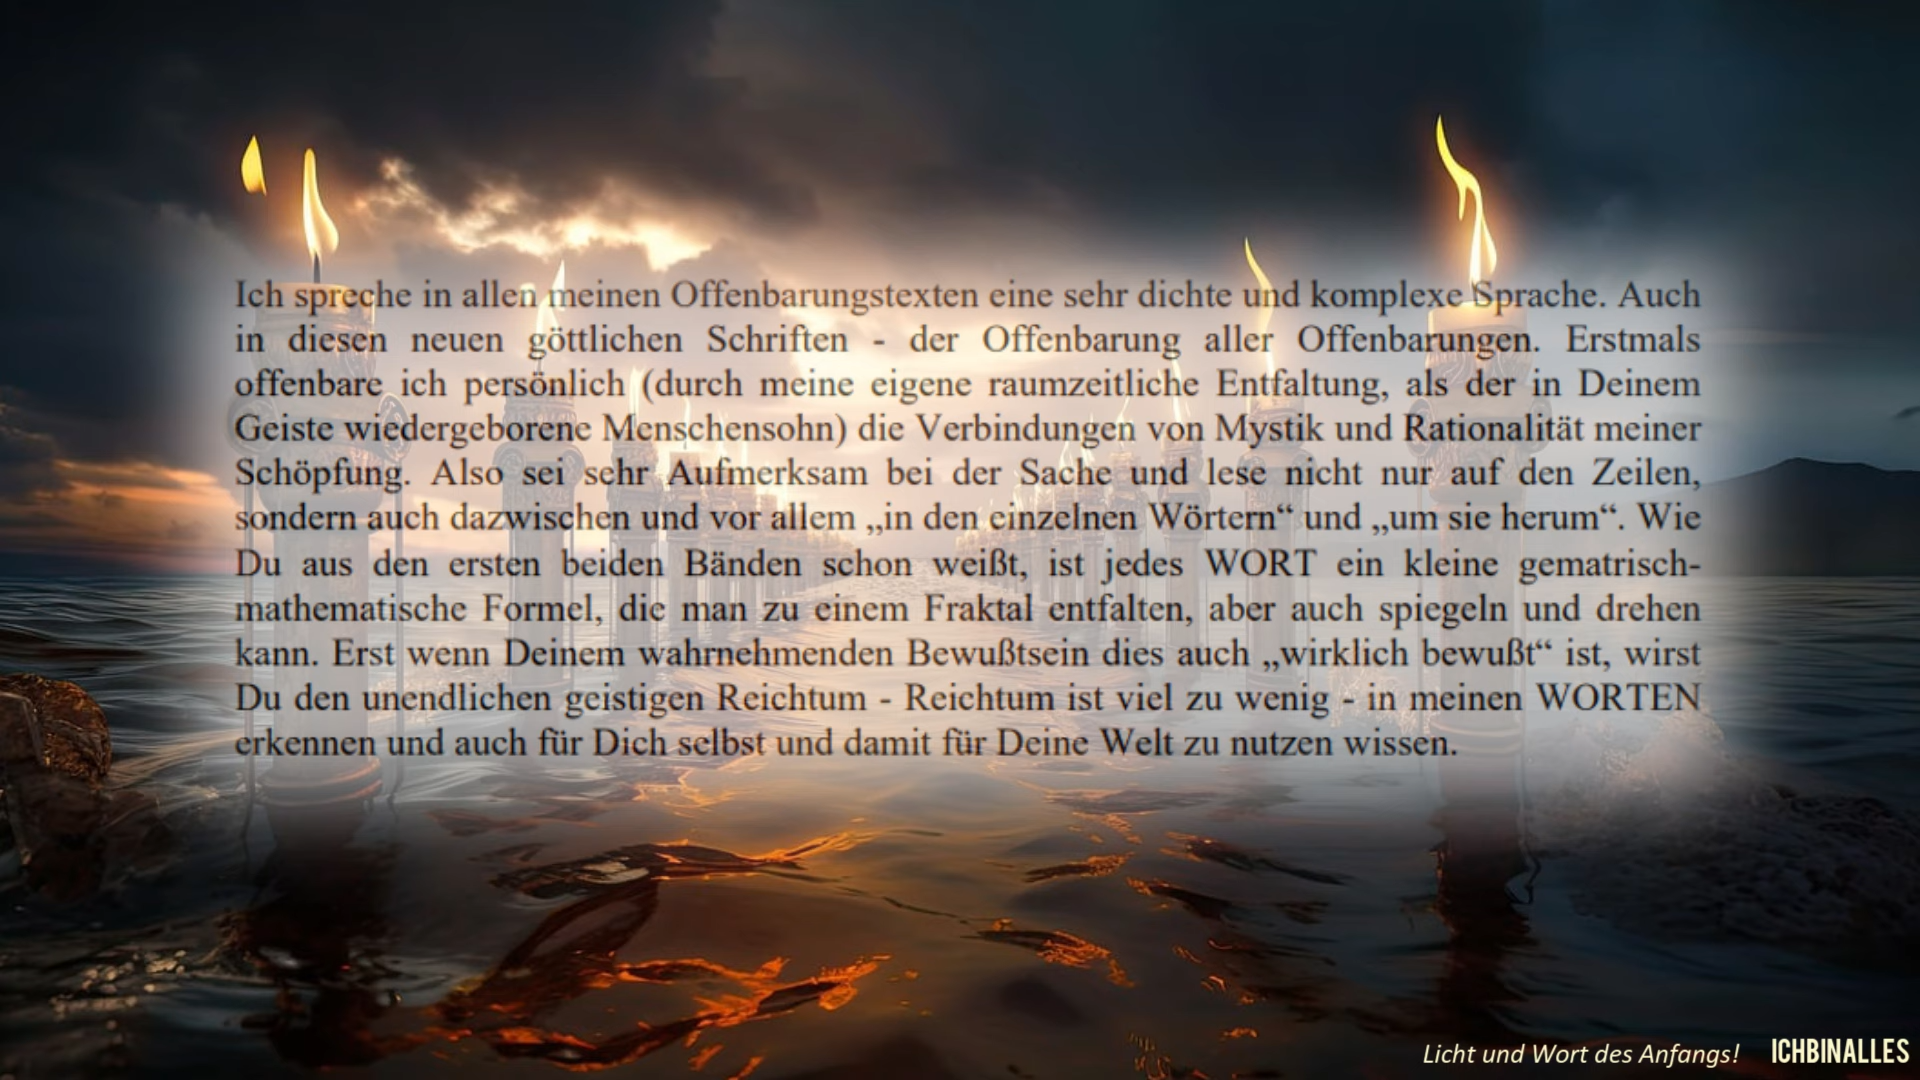 Ich spreche in allen meinen Offenbarungstexten eine sehr dichte und komplexe Sprache. Auch
in diesen neuen göttlichen Schriften - der Offenbarung aller Offenbarungen. Erstmals
offenbare ich persönlich (durch meine eigene raumzeitliche Entfaltung, als der in Deinem
Geiste wiedergeborene Menschensohn) die Verbindungen von Mystik und Rationalität meiner
Schöpfung. Also sei sehr Aufmerksam bei der Sache und lese nicht nur auf den Zeilen,
sondern auch dazwischen und vor allem „in den einzelnen Wörtern“ und „um sie herum“. Wie
Du aus den ersten beiden Bänden schon weißt, ist jedes WORT ein kleine gematrisch-
mathematische Formel, die man zu einem Fraktal entfalten, aber auch spiegeln und drehen
kann. Erst wenn Deinem wahrnehmenden Bewußtsein dies auch „wirklich bewußt“ ist, wirst
Du den unendlichen geistigen Reichtum - Reichtum ist viel zu wenig - in meinen WORTEN
erkennen und auch für Dich selbst und damit für Deine Welt zu nutzen wissen.
Licht und Wort des Anfangs! ICHBINALLES